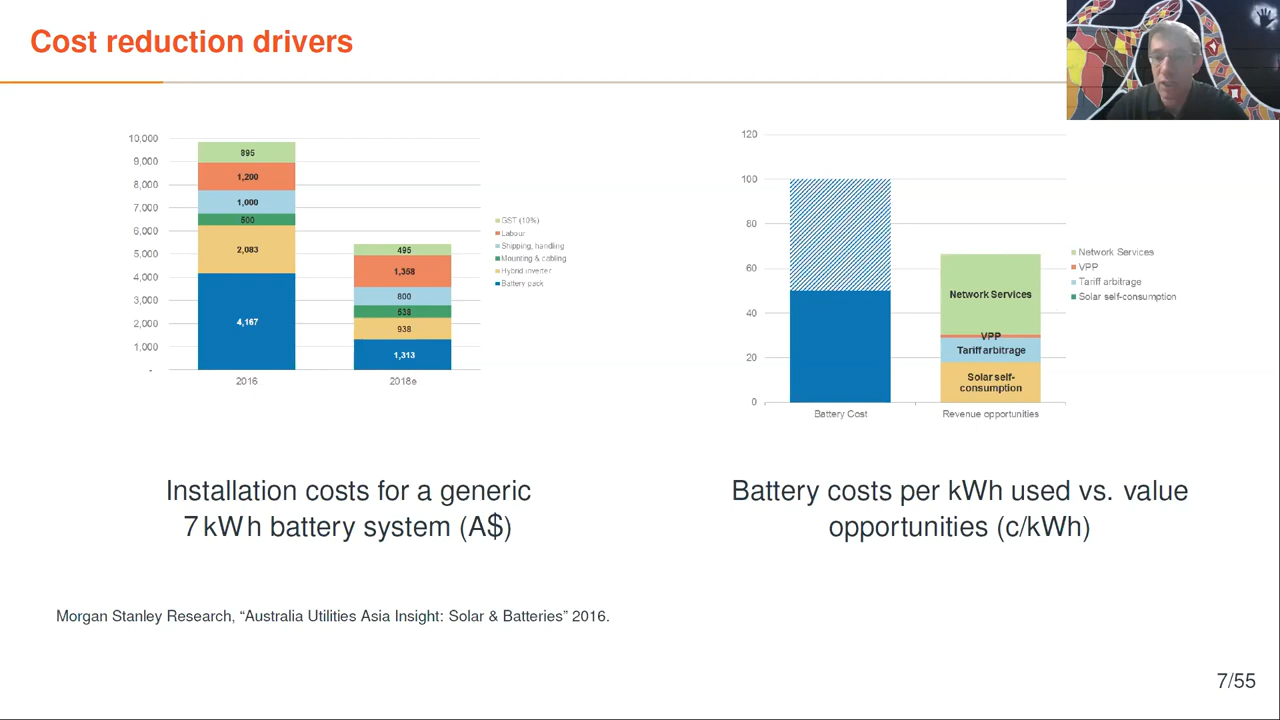 Cost reduction drivers
10,000
9,000
8,000
7,000
6,000
5,000
4,000
3,000
2,000
1,000
-
895
1,200
1,000
500
2,083
4,167
2016
495
1,358
800
538
938
1,313
2018e
GST (10%)
Labour
Shipping, handling
Mounting & cabling
Hybrid inverter
Battery pack
Installation costs for a generic
7 kWh battery system (A$)
120
100
80
60
40
20
0
Battery Cost
Network Services
VPP
Tariff arbitrage
Solar self-
consumption
Revenue opportunities
Network Services
VPP
Tariff arbitrage
Solar self-consumption
Battery costs per kWh used vs. value
opportunities (c/kWh)
Morgan Stanley Research, “Australia Utilities Asia Insight: Solar & Batteries” 2016.
7/55